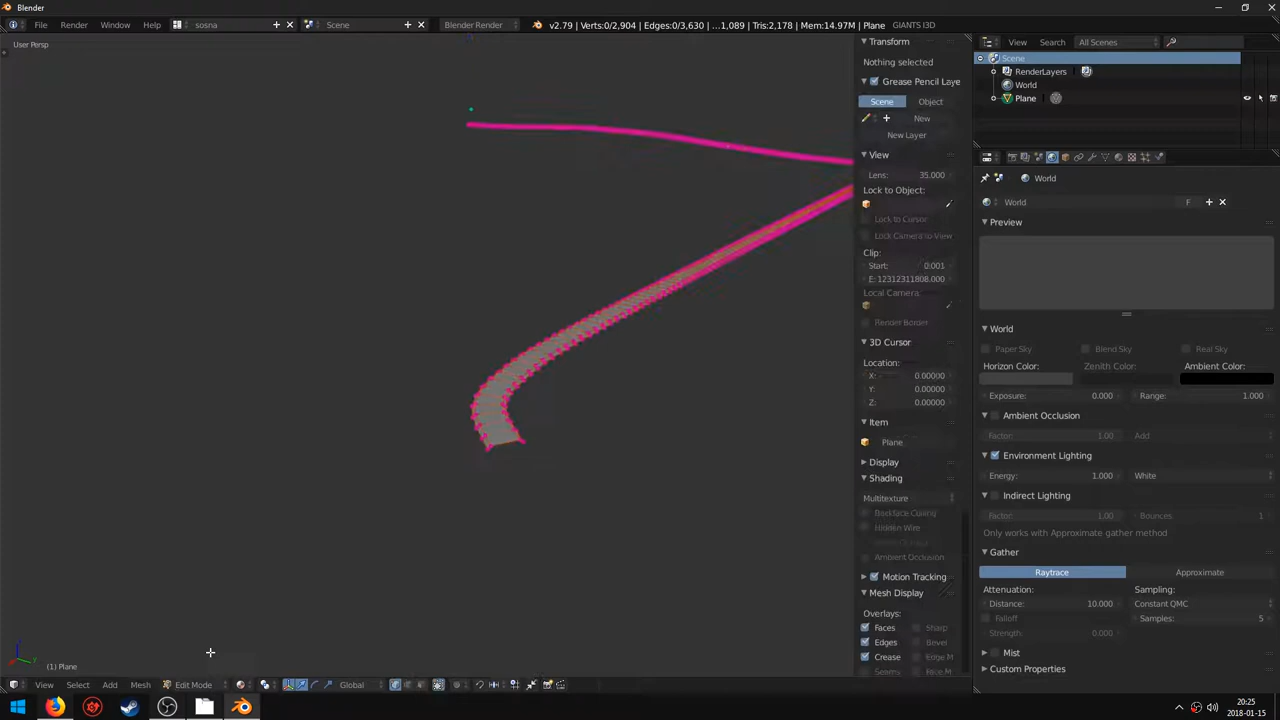 Blender
File Render Window Help sosna Scene Blender Render v2.79 | Verts:0/2,904 | Edges:0/3,630 | ...1,089 | Tris:2,178 | Mem:14.97M | Plane GIANTS I3D
User Persp
Transform
Nothing selected
Grease Pencil Laye
Scene Object
New
New Layer
View
Lens: 35.000
Lock to Object:
Lock to Cursor
Lock Camera to View
Clip:
Start: 0.001
E: 12312311808.000
Local Camera:
Render Border
3D Cursor
Location:
X: 0.00000
Y: 0.00000
Z: 0.00000
Item
Plane
Display
Shading
Multitexture
Backface Culling
Hidden Wire
Ambient Occlusion
Motion Tracking
Mesh Display
Overlays:
Faces Sharp
Edges Bevel
Crease Edge M
Seams Face M
View Search All Scenes
Scene
RenderLayers
World
Plane
World
World F
Preview
World
Paper Sky Blend Sky Real Sky
Horizon Color: Zenith Color: Ambient Color:
Exposure: 0.000 Range: 1.000
Ambient Occlusion
Factor: 1.00 Add
Environment Lighting
Energy: 1.000 White
Indirect Lighting
Factor: 1.00 Bounces: 1
Only works with Approximate gather method
Gather
Raytrace Approximate
Attenuation: Sampling:
Distance: 10.000 Constant QMC
Falloff Samples: 5
Strength: 0.000
Mist
Custom Properties
(1) Plane
View Select Add Mesh Edit Mode Global
20:25
2018-01-15